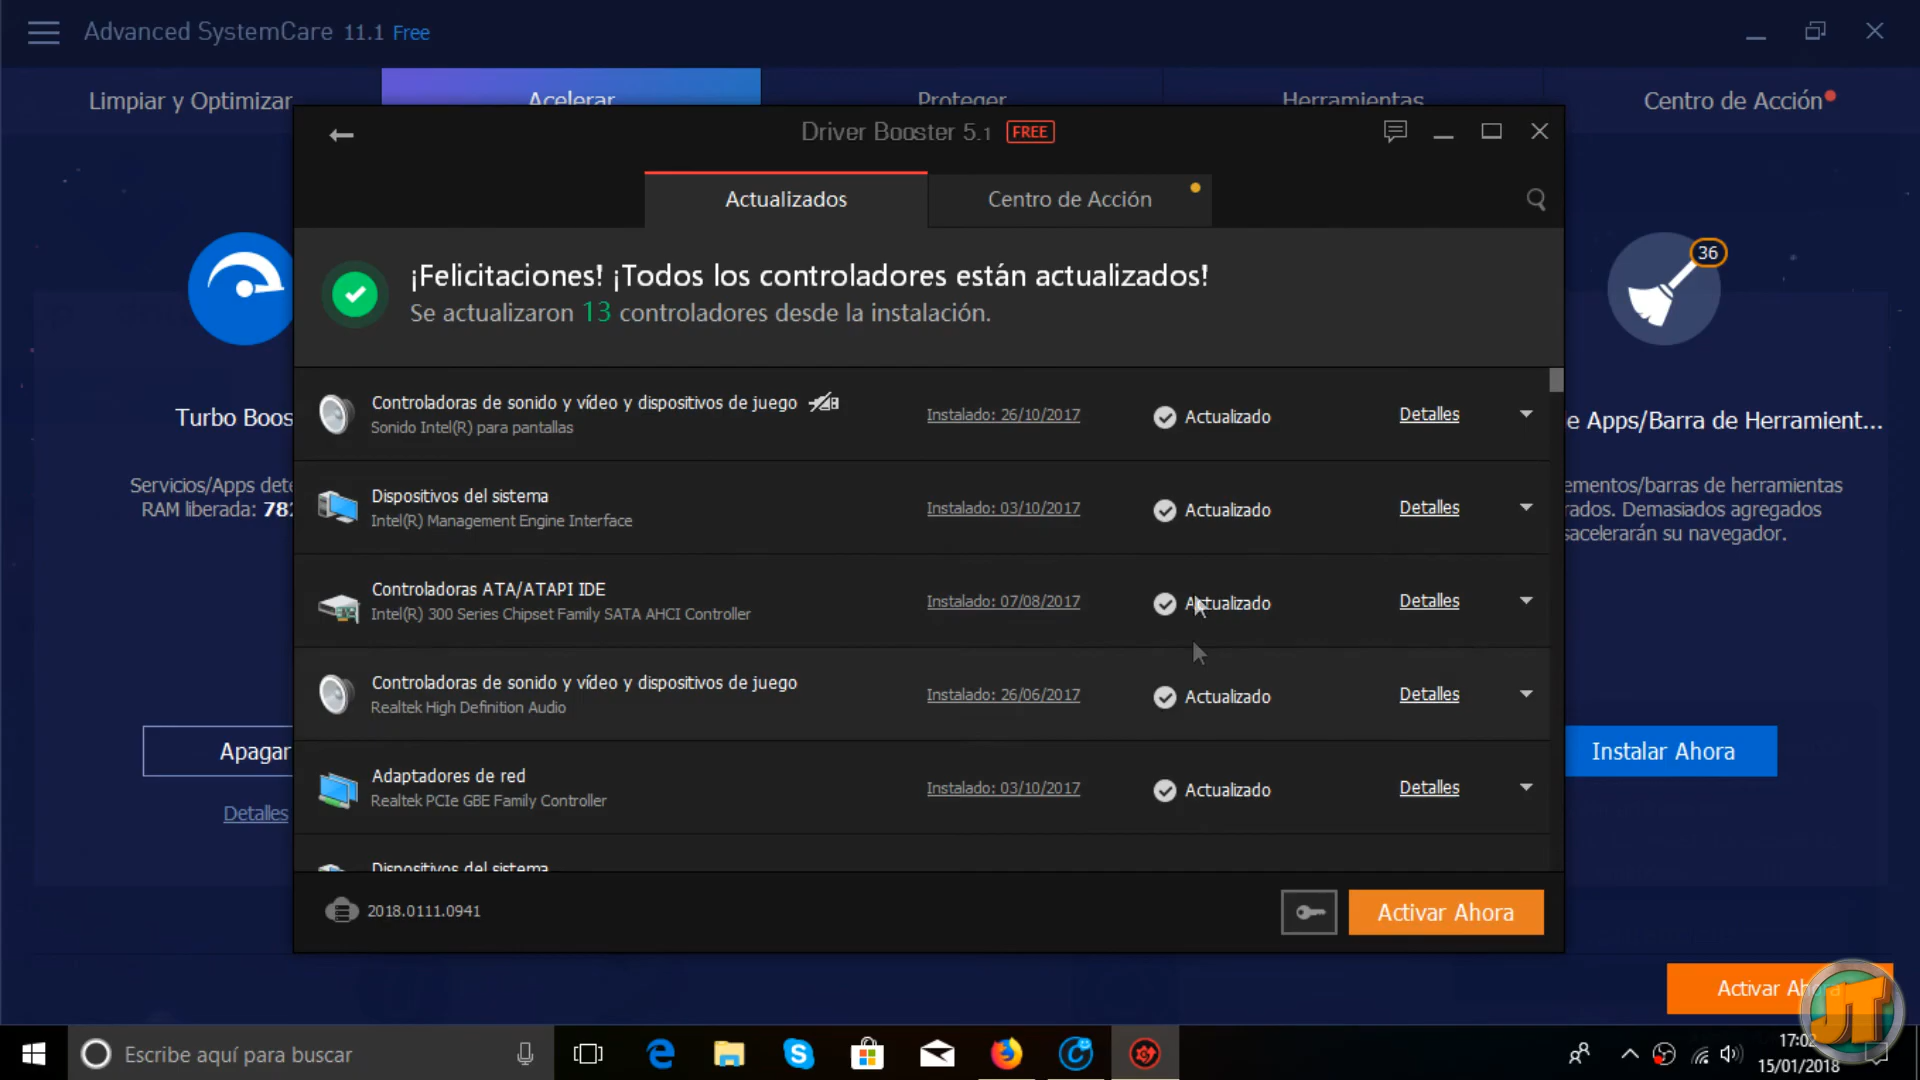 Advanced SystemCare 11.1 Free
Limpiar y Optimizar
Acelerar
Proteger
Herramientas
Centro de Acción
Driver Booster 5.1 FREE
Actualizados
Centro de Acción
¡Felicitaciones! ¡Todos los controladores están actualizados!
Se actualizaron 13 controladores desde la instalación.
36
Turbo Boos
e Apps/Barra de Herramient...
Servicios/Apps dete
RAM liberada: 782
ementos/barras de herramientas
rados. Demasiados agregados
sacelerarán su navegador.
Controladoras de sonido y vídeo y dispositivos de juego
Sonido Intel(R) para pantallas
Instalado: 26/10/2017
Actualizado
Detalles
Dispositivos del sistema
Intel(R) Management Engine Interface
Instalado: 03/10/2017
Actualizado
Detalles
Controladoras ATA/ATAPI IDE
Intel(R) 300 Series Chipset Family SATA AHCI Controller
Instalado: 07/08/2017
Actualizado
Detalles
Controladoras de sonido y vídeo y dispositivos de juego
Realtek High Definition Audio
Instalado: 26/06/2017
Actualizado
Detalles
Adaptadores de red
Realtek PCIe GBE Family Controller
Instalado: 03/10/2017
Actualizado
Detalles
Dispositivos del sistema
Apagar
Detalles
Instalar Ahora
2018.0111.0941
Activar Ahora
Activar Ahora
JT
Escribe aquí para buscar
17:02
15/01/2018